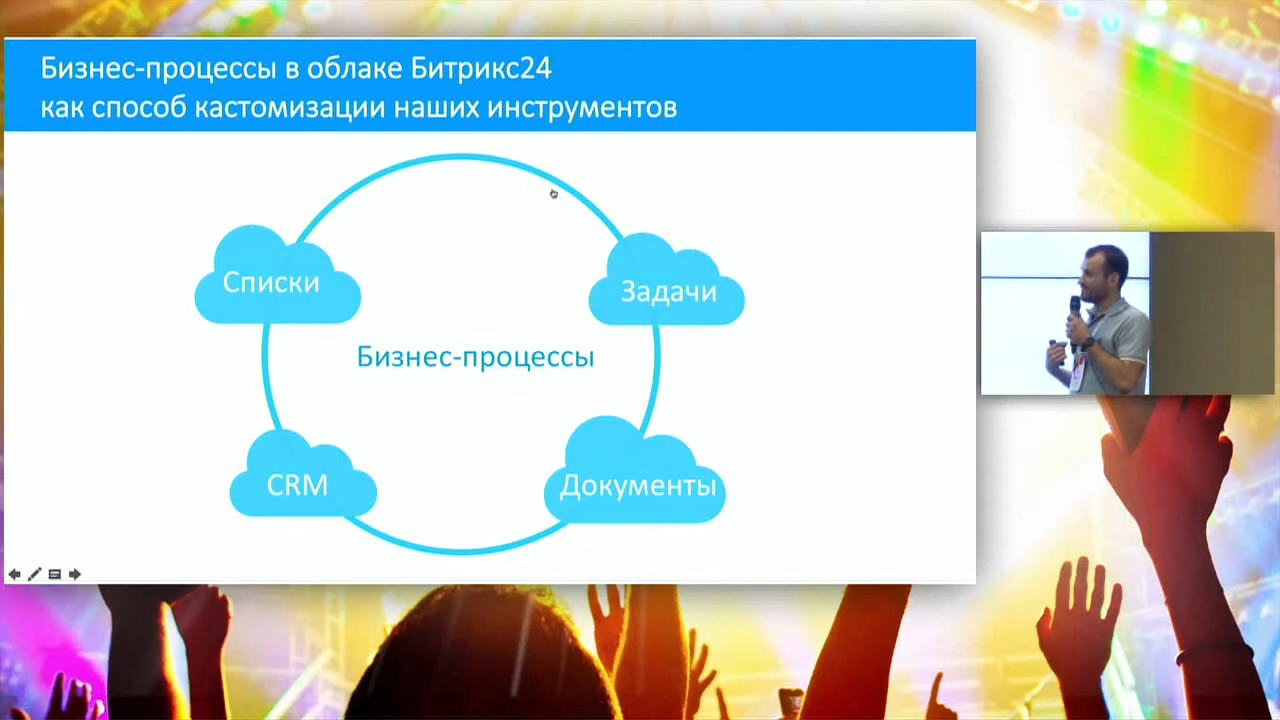 Бизнес-процессы в облаке Битрикс24
как способ кастомизации наших инструментов
Списки
Задачи
Бизнес-процессы
CRM
Документы